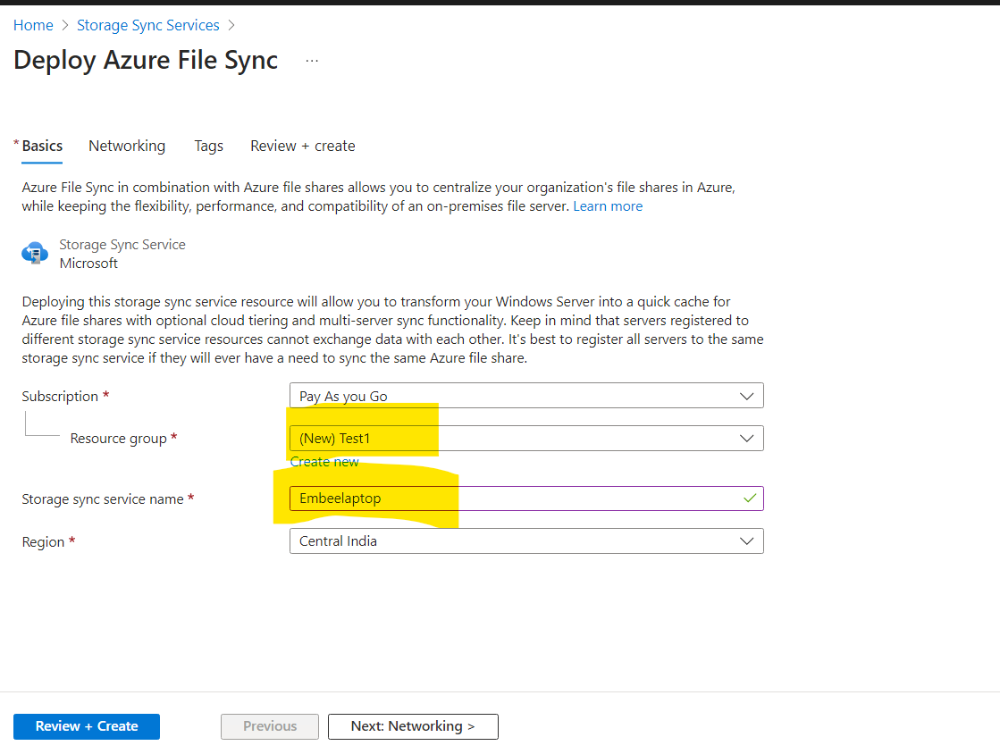 Home > Storage Sync Services >
Deploy Azure File Sync ...
* Basics Networking Tags Review + create
Azure File Sync in combination with Azure file shares allows you to centralize your organization's file shares in Azure,
while keeping the flexibility, performance, and compatibility of an on-premises file server. Learn more
Storage Sync Service
Microsoft
Deploying this storage sync service resource will allow you to transform your Windows Server into a quick cache for
Azure file shares with optional cloud tiering and multi-server sync functionality. Keep in mind that servers registered to
different storage sync service resources cannot exchange data with each other. It's best to register all servers to the same
storage sync service if they will ever have a need to sync the same Azure file share.
Subscription * Pay As you Go
Resource group * (New) Test1
Create new
Storage sync service name * Embeelaptop
Region * Central India
Review + Create Previous Next: Networking >